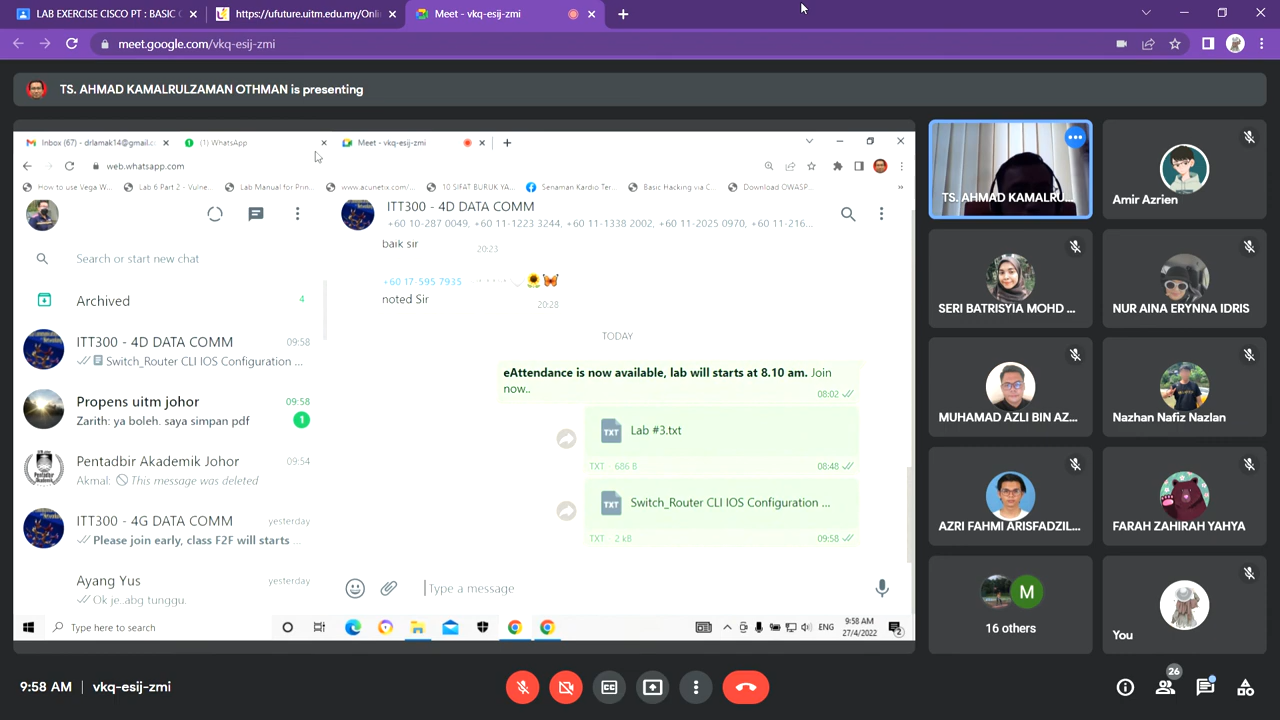 LAB EXERCISE CISCO PT : BASIC C
https://ufuture.uitm.edu.my/Onli
Meet - vkq-esij-zmi
meet.google.com/vkq-esij-zmi
TS. AHMAD KAMALRULZAMAN OTHMAN is presenting
Inbox (67) - drlamak14@gmail.c
(1) WhatsApp
Meet - vkq-esij-zmi
web.whatsapp.com
How to use Vega W...
Lab 6 Part 2 - Vulne...
Lab Manual for Prin...
www.acunetix.com/...
10 SIFAT BURUK YA...
Senaman Kardio Ter...
Basic Hacking via C...
Download OWASP...
ITT300 - 4D DATA COMM
+60 10-287 0049, +60 11-1223 3244, +60 11-1338 2002, +60 11-2025 0970, +60 11-216...
Search or start new chat
Archived 4
ITT300 - 4D DATA COMM 09:58
Switch_Router CLI IOS Configuration ...
Propens uitm johor 09:58
Zarith: ya boleh. saya simpan pdf 1
Pentadbir Akademik Johor 09:54
Akmal: This message was deleted
ITT300 - 4G DATA COMM yesterday
Please join early, class F2F will starts ...
Ayang Yus yesterday
Ok je..abg tunggu.
baik sir
20:23
+60 17-595 7935
noted Sir
20:28
TODAY
eAttendance is now available, lab will starts at 8.10 am. Join
now..
08:02
TXT
Lab #3.txt
TXT 686 B 08:48
TXT
Switch_Router CLI IOS Configuration ...
TXT 2 kB 09:58
Type a message
Type here to search
ENG
9:58 AM
27/4/2022
2
TS. AHMAD KAMALRU...
Amir Azrien
SERI BATRISYIA MOHD ...
NUR AINA ERYNNA IDRIS
MUHAMAD AZLI BIN AZ...
Nazhan Nafiz Nazlan
AZRI FAHMI ARISFADZIL...
FARAH ZAHIRAH YAHYA
M
16 others
You
9:58 AM
vkq-esij-zmi
CC
26